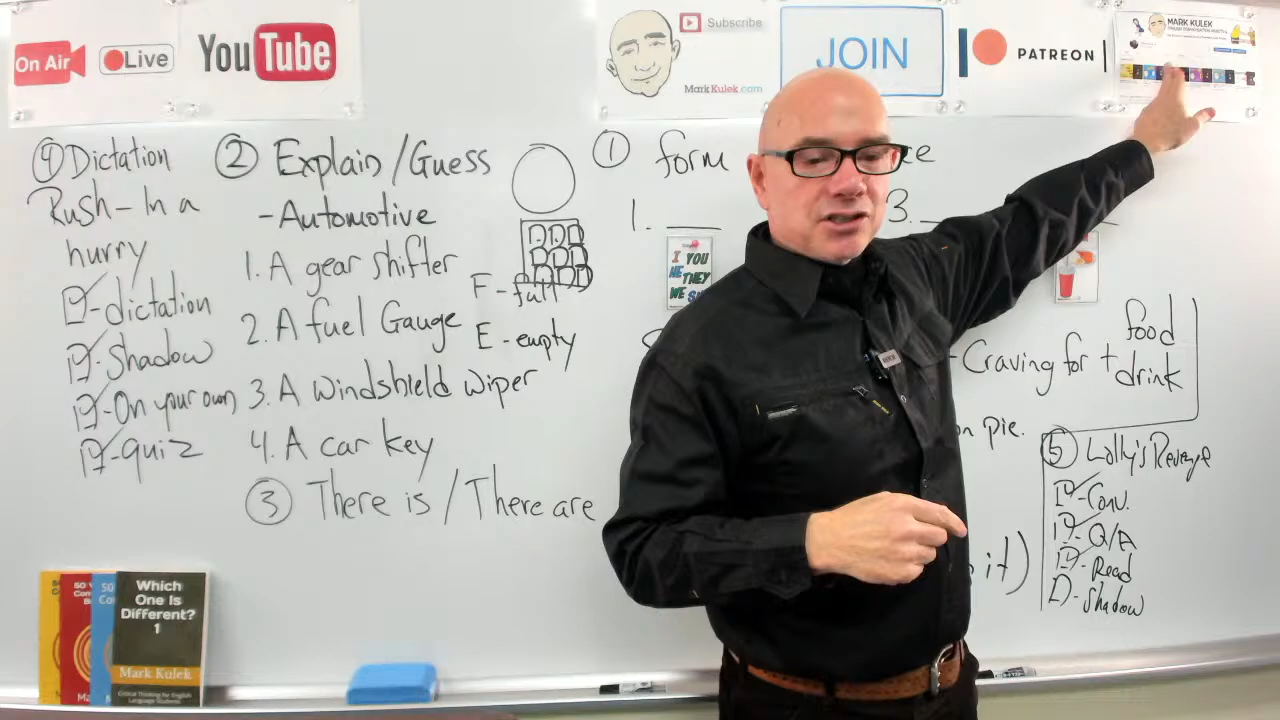 On Air
Live
YouTube
Subscribe
MarkKulek.com
JOIN
PATREON
MARK KULEK
4 Dictation
Rush - In a
hurry
- dictation
- Shadow
- On your own
- quiz
2 Explain / Guess
- Automotive
1. A gear shifter
2. A fuel Gauge
3. A windshield wiper
4. A car key
F - full
E - empty
3 There is / There are
1 form
1.
3.
I YOU
HE THEY
WE
- Craving for +
food
drink
pie.
it)
5 Lolly's Revenge
- Conv.
- Q/A
- Read
- Shadow
50
50
Which
One Is
Different?
1
Mark Kulek
Critical Thinking for English
Language Students